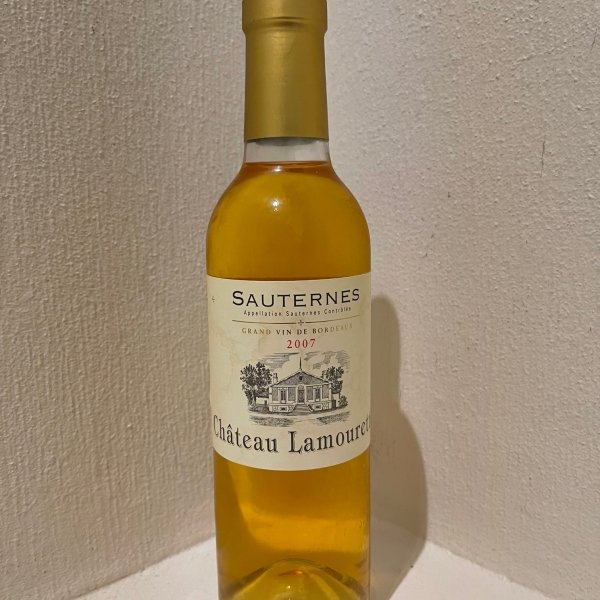 SAUTERNES
Appellation Sauternes Contrôlée
GRAND VIN DE BORDEAUX
2007
Château Lamourett